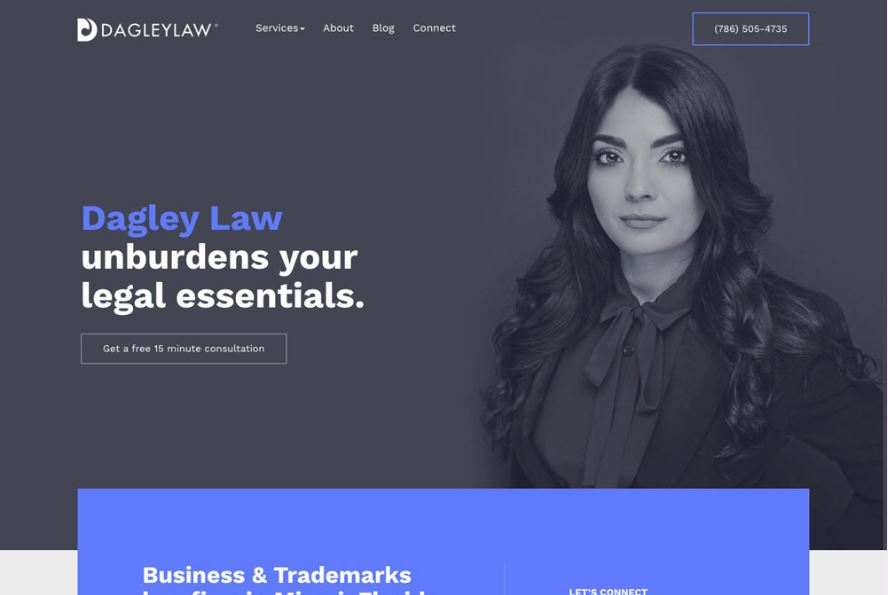 DAGLEYLAW®
Services
About
Blog
Connect
(786) 505-4735
Dagley Law
unburdens your
legal essentials.
Get a free 15 minute consultation
Business & Trademarks
LET'S CONNECT